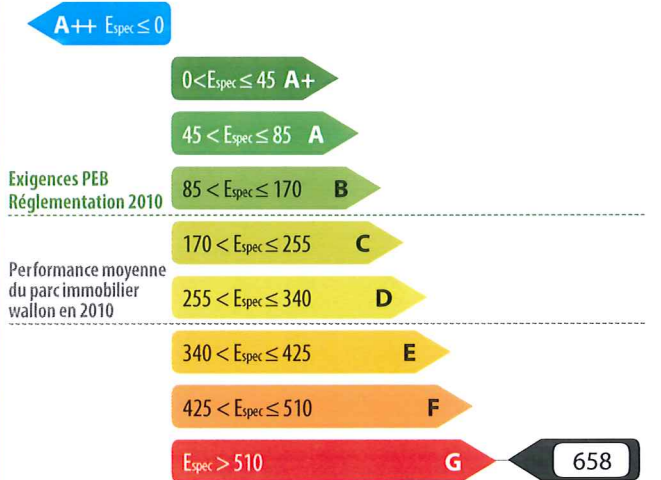 A++ Espec ≤ 0
0<Espec ≤ 45 A+
45 < Espec ≤ 85 A
Exigences PEB
Réglementation 2010
85 < Espec ≤ 170 B
170 < Espec ≤ 255 C
Performance moyenne
du parc immobilier
wallon en 2010
255 < Espec ≤ 340 D
340 < Espec ≤ 425 E
425 < Espec ≤ 510 F
Espec > 510 G 658